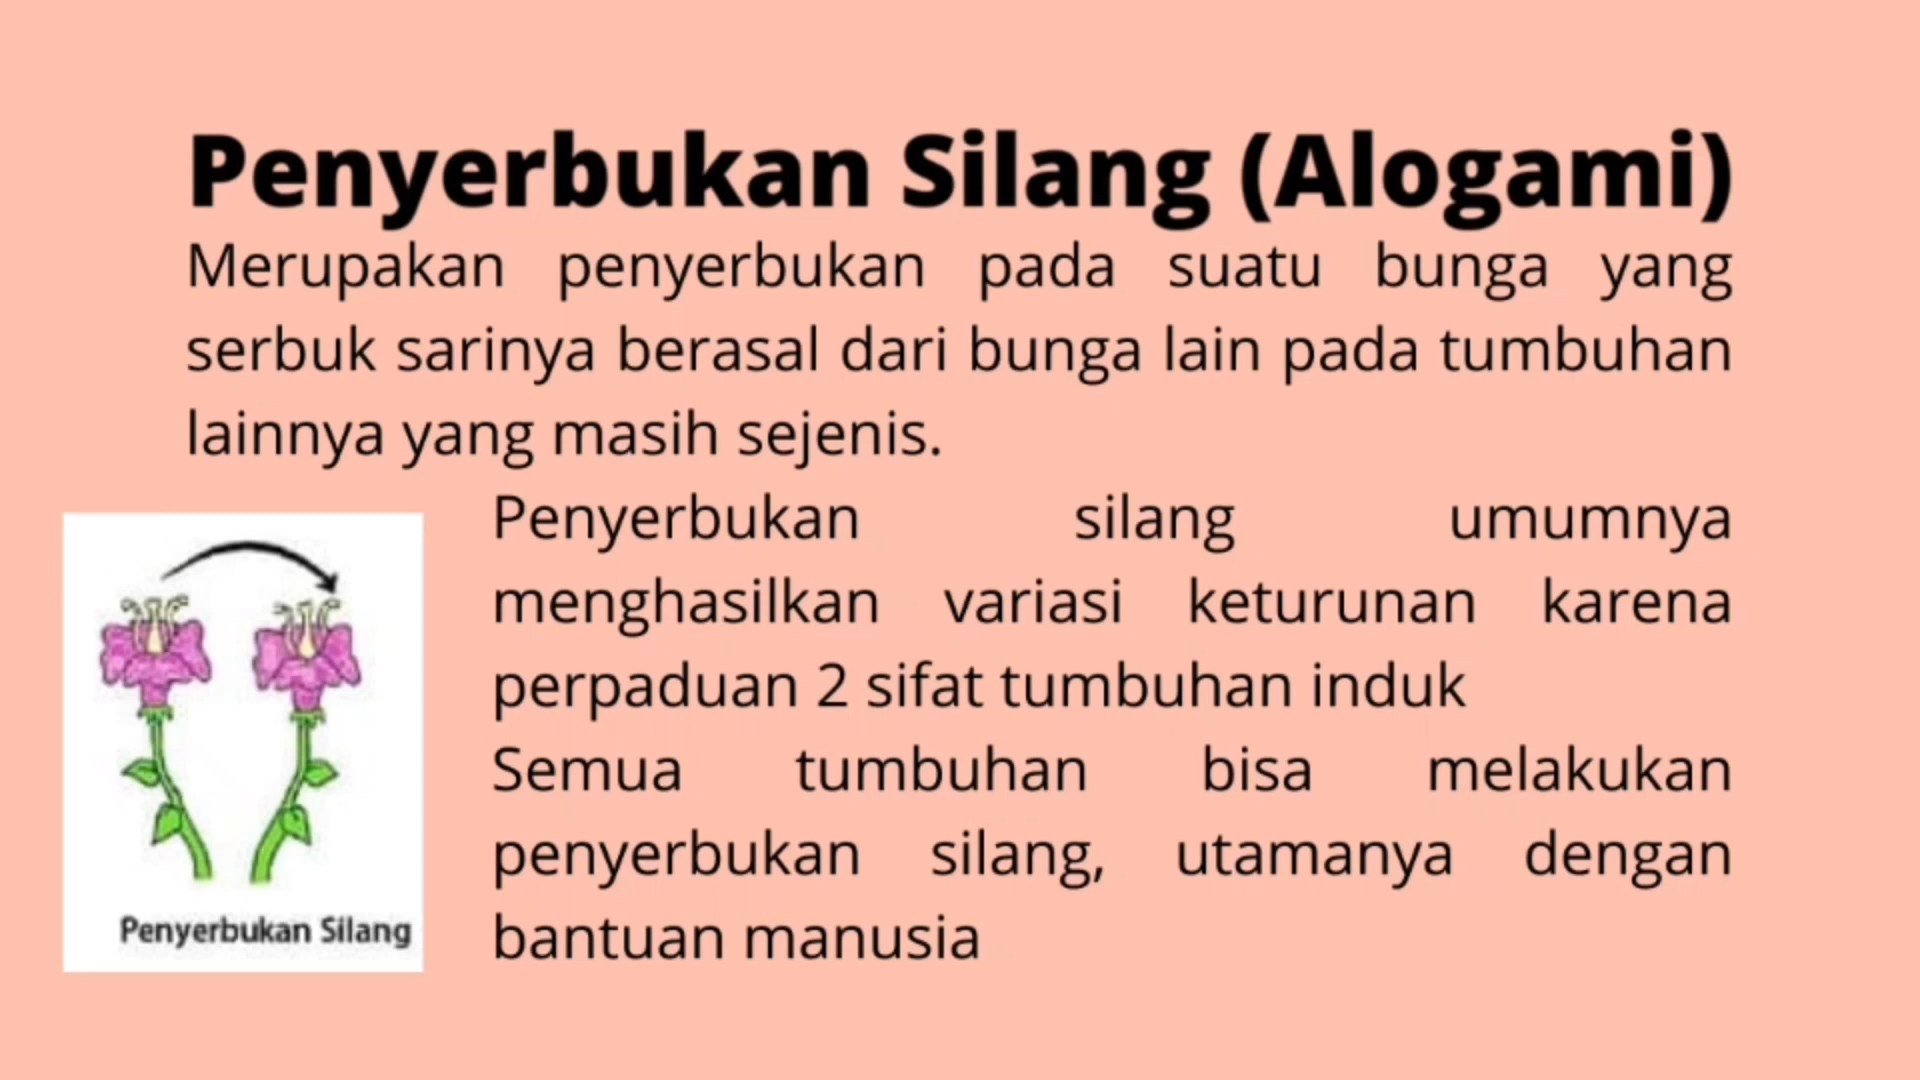 Penyerbukan Silang (Alogami)
Merupakan penyerbukan pada suatu bunga yang
serbuk sarinya berasal dari bunga lain pada tumbuhan
lainnya yang masih sejenis.
Penyerbukan silang umumnya
menghasilkan variasi keturunan karena
perpaduan 2 sifat tumbuhan induk
Semua tumbuhan bisa melakukan
penyerbukan silang, utamanya dengan
bantuan manusia
Penyerbukan Silang